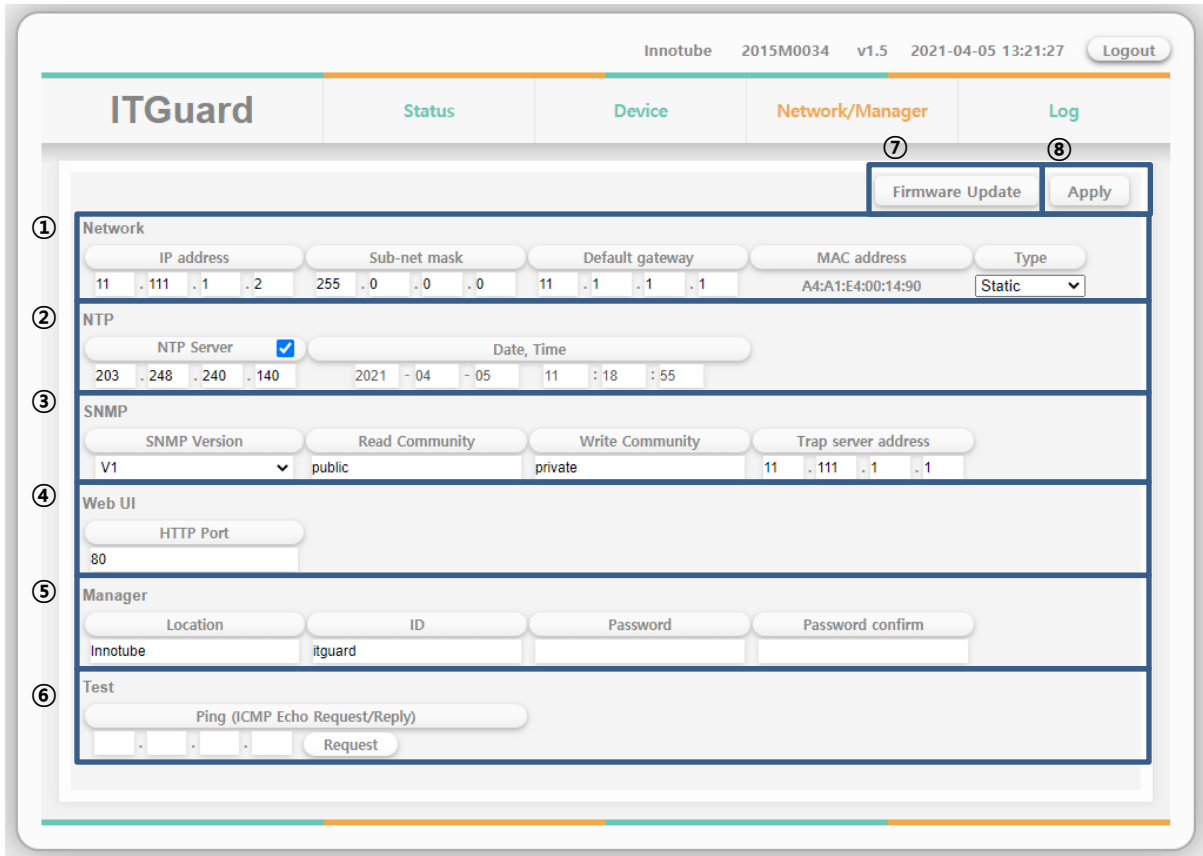 Innotube 2015M0034 v1.5 2021-04-05 13:21:27 Logout
ITGuard Status Device Network/Manager Log
⑦ ⑧
Firmware Update Apply
① Network
IP address Sub-net mask Default gateway MAC address Type
11 . 111 . 1 . 2 255 . 0 . 0 . 0 11 . 1 . 1 . 1 A4:A1:E4:00:14:90 Static
② NTP
NTP Server Date, Time
203 . 248 . 240 . 140 2021 - 04 - 05 11 : 18 : 55
③ SNMP
SNMP Version Read Community Write Community Trap server address
V1 public private 11 . 111 . 1 . 1
④ Web UI
HTTP Port
80
⑤ Manager
Location ID Password Password confirm
Innotube itguard
⑥ Test
Ping (ICMP Echo Request/Reply)
. . . Request